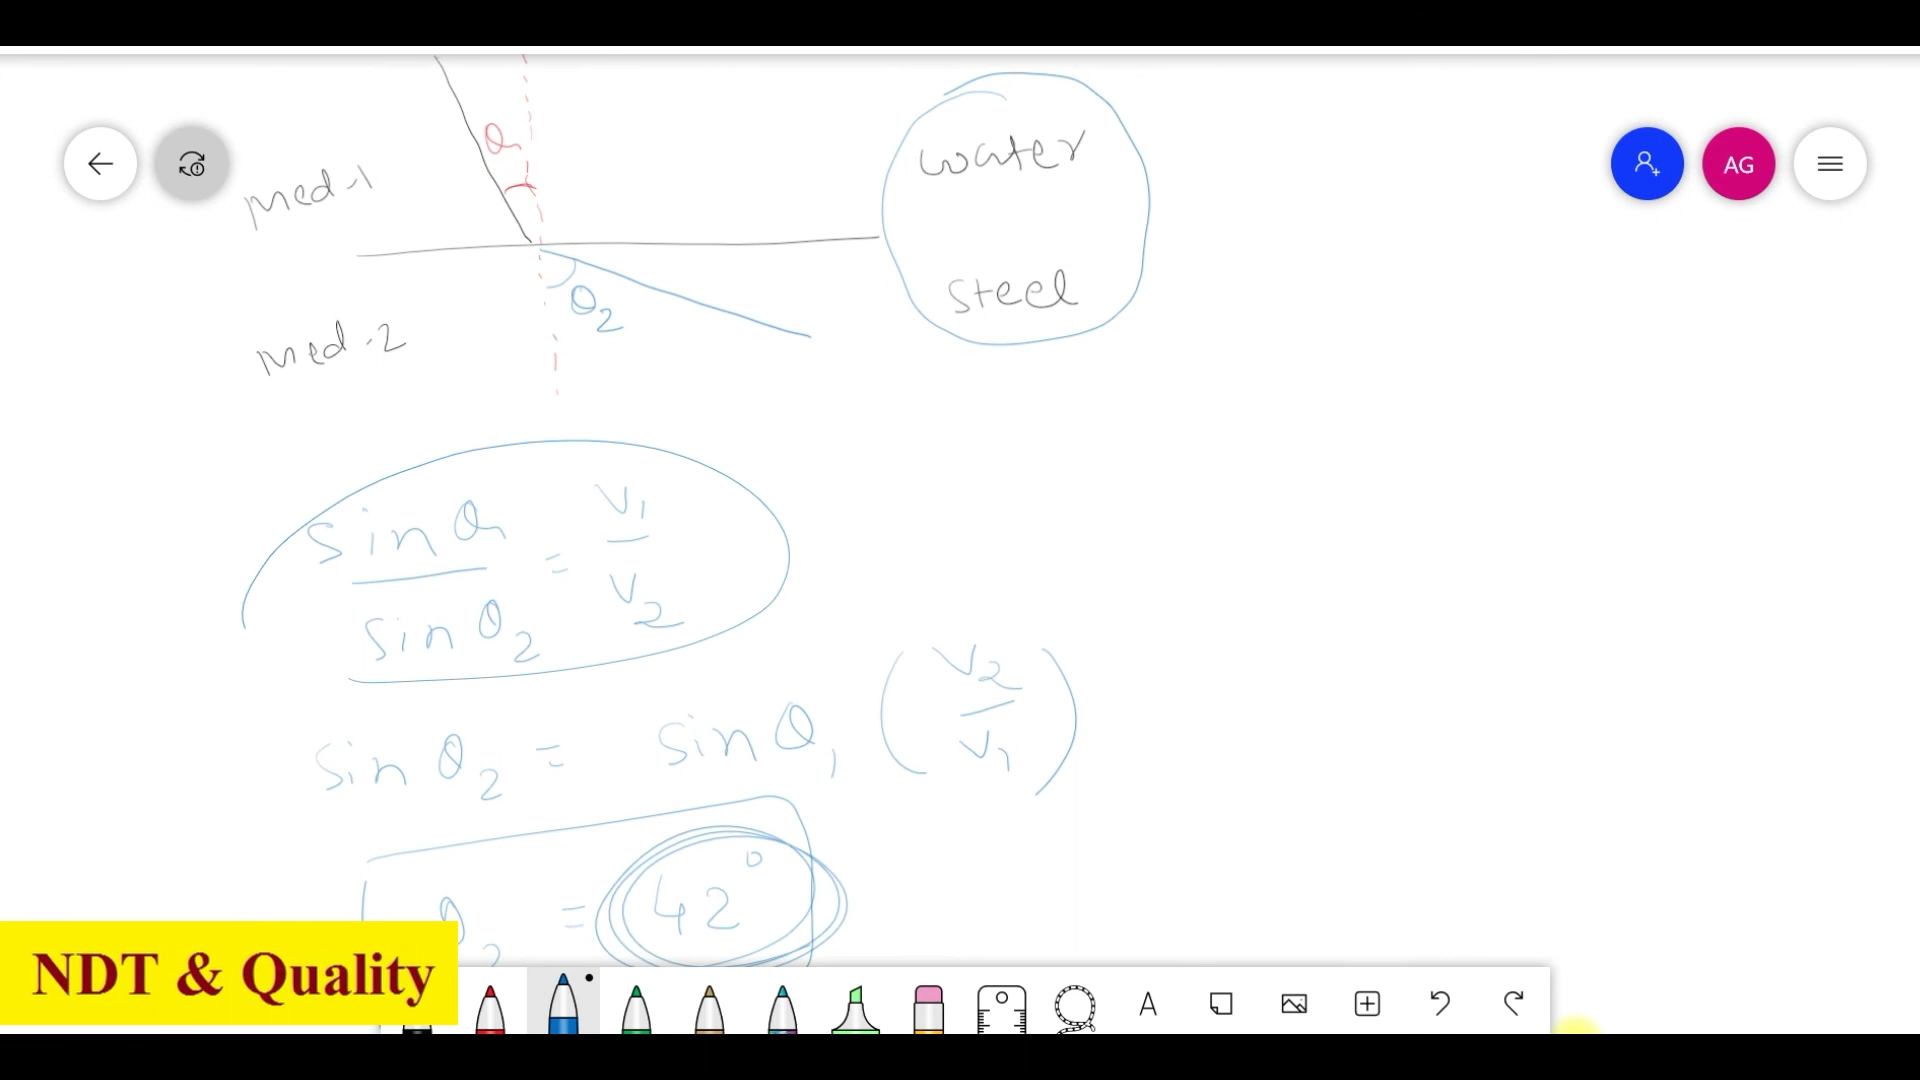 θ1
water
AG
Med-1
steel
θ2
Med-2
sin θ1 / sin θ2 = V1 / V2
sin θ2 = sin θ1 (V2 / V1)
θ2 = 42°
NDT & Quality
A